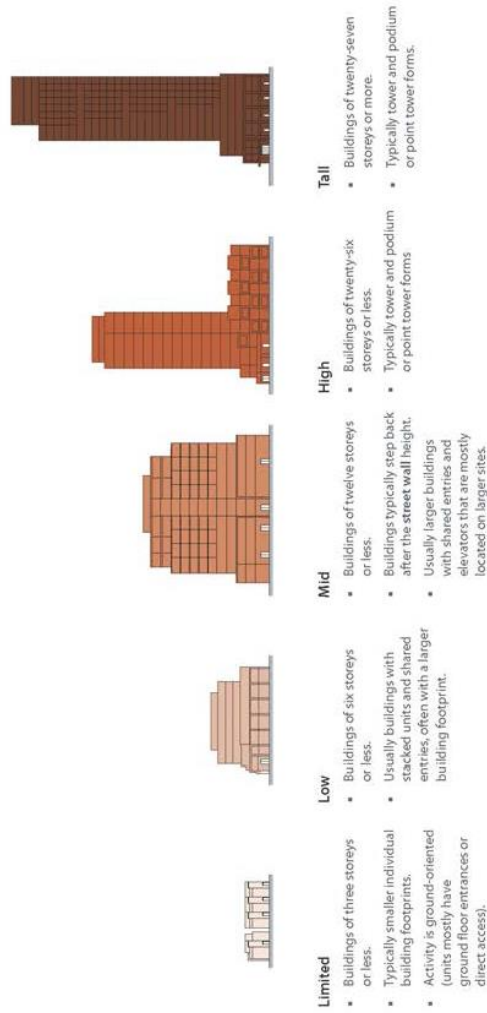 Limited
▪ Buildings of three storeys
or less.
▪ Typically smaller individual
building footprints.
▪ Activity is ground-oriented
(units mostly have
ground floor entrances or
direct access).
Low
▪ Buildings of six storeys
or less.
▪ Usually buildings with
stacked units and shared
entries, often with a larger
building footprint.
Mid
▪ Buildings of twelve storeys
or less.
▪ Buildings typically step back
after the street wall height.
▪ Usually larger buildings
with shared entries and
elevators that are mostly
located on larger sites.
High
▪ Buildings of twenty-six
storeys or less.
▪ Typically tower and podium
or point tower forms
Tall
▪ Buildings of twenty-seven
storeys or more.
▪ Typically tower and podium
or point tower forms.